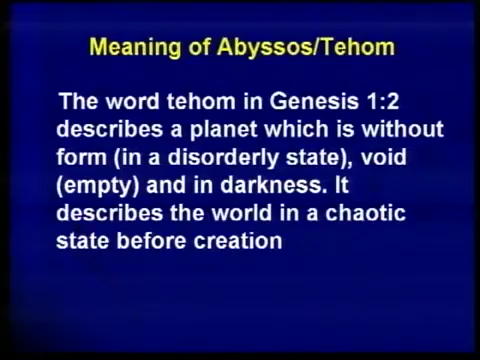 Meaning of Abyssos/Tehom
The word tehom in Genesis 1:2
describes a planet which is without
form (in a disorderly state), void
(empty) and in darkness. It
describes the world in a chaotic
state before creation